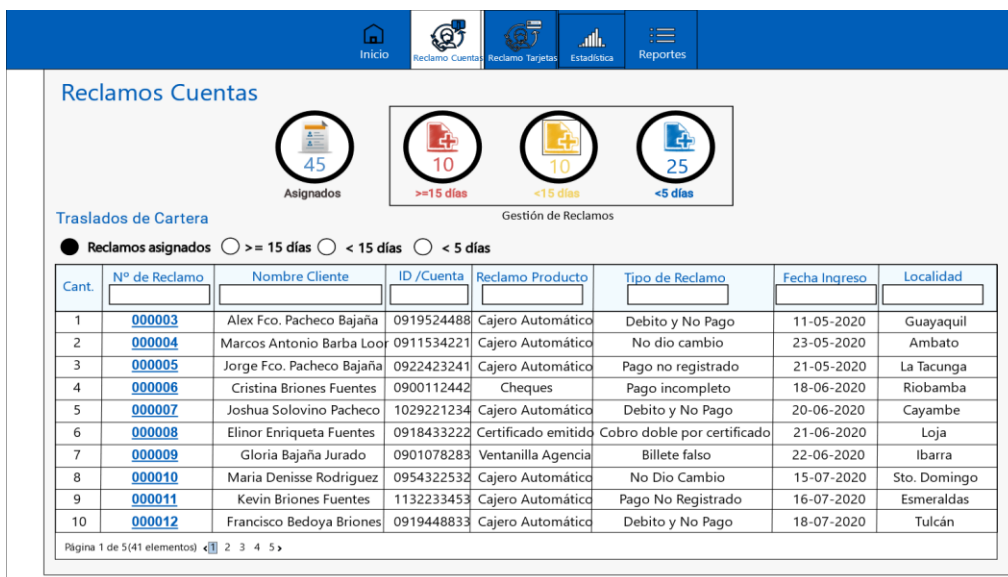 Inicio Reclamo Cuentas Reclamo Tarjetas Estadística Reportes
Reclamos Cuentas
45 10 10 25
Asignados >=15 días <15 días <5 días
Gestión de Reclamos
Traslados de Cartera
Reclamos asignados >= 15 días < 15 días < 5 días
Cant. Nº de Reclamo Nombre Cliente ID /Cuenta Reclamo Producto Tipo de Reclamo Fecha Ingreso Localidad
1 000003 Alex Fco. Pacheco Bajaña 0919524488 Cajero Automático Debito y No Pago 11-05-2020 Guayaquil
2 000004 Marcos Antonio Barba Loor 0911534221 Cajero Automático No dio cambio 23-05-2020 Ambato
3 000005 Jorge Fco. Pacheco Bajaña 0922423241 Cajero Automático Pago no registrado 21-05-2020 La Tacunga
4 000006 Cristina Briones Fuentes 0900112442 Cheques Pago incompleto 18-06-2020 Riobamba
5 000007 Joshua Solovino Pacheco 1029221234 Cajero Automático Debito y No Pago 20-06-2020 Cayambe
6 000008 Elinor Enriqueta Fuentes 0918433222 Certificado emitido Cobro doble por certificado 21-06-2020 Loja
7 000009 Gloria Bajaña Jurado 0901078283 Ventanilla Agencia Billete falso 22-06-2020 Ibarra
8 000010 Maria Denisse Rodriguez 0954322532 Cajero Automático No Dio Cambio 15-07-2020 Sto. Domingo
9 000011 Kevin Briones Fuentes 1132233453 Cajero Automático Pago No Registrado 16-07-2020 Esmeraldas
10 000012 Francisco Bedoya Briones 0919448833 Cajero Automático Debito y No Pago 18-07-2020 Tulcán
Página 1 de 5(41 elementos) ‹1 2 3 4 5›